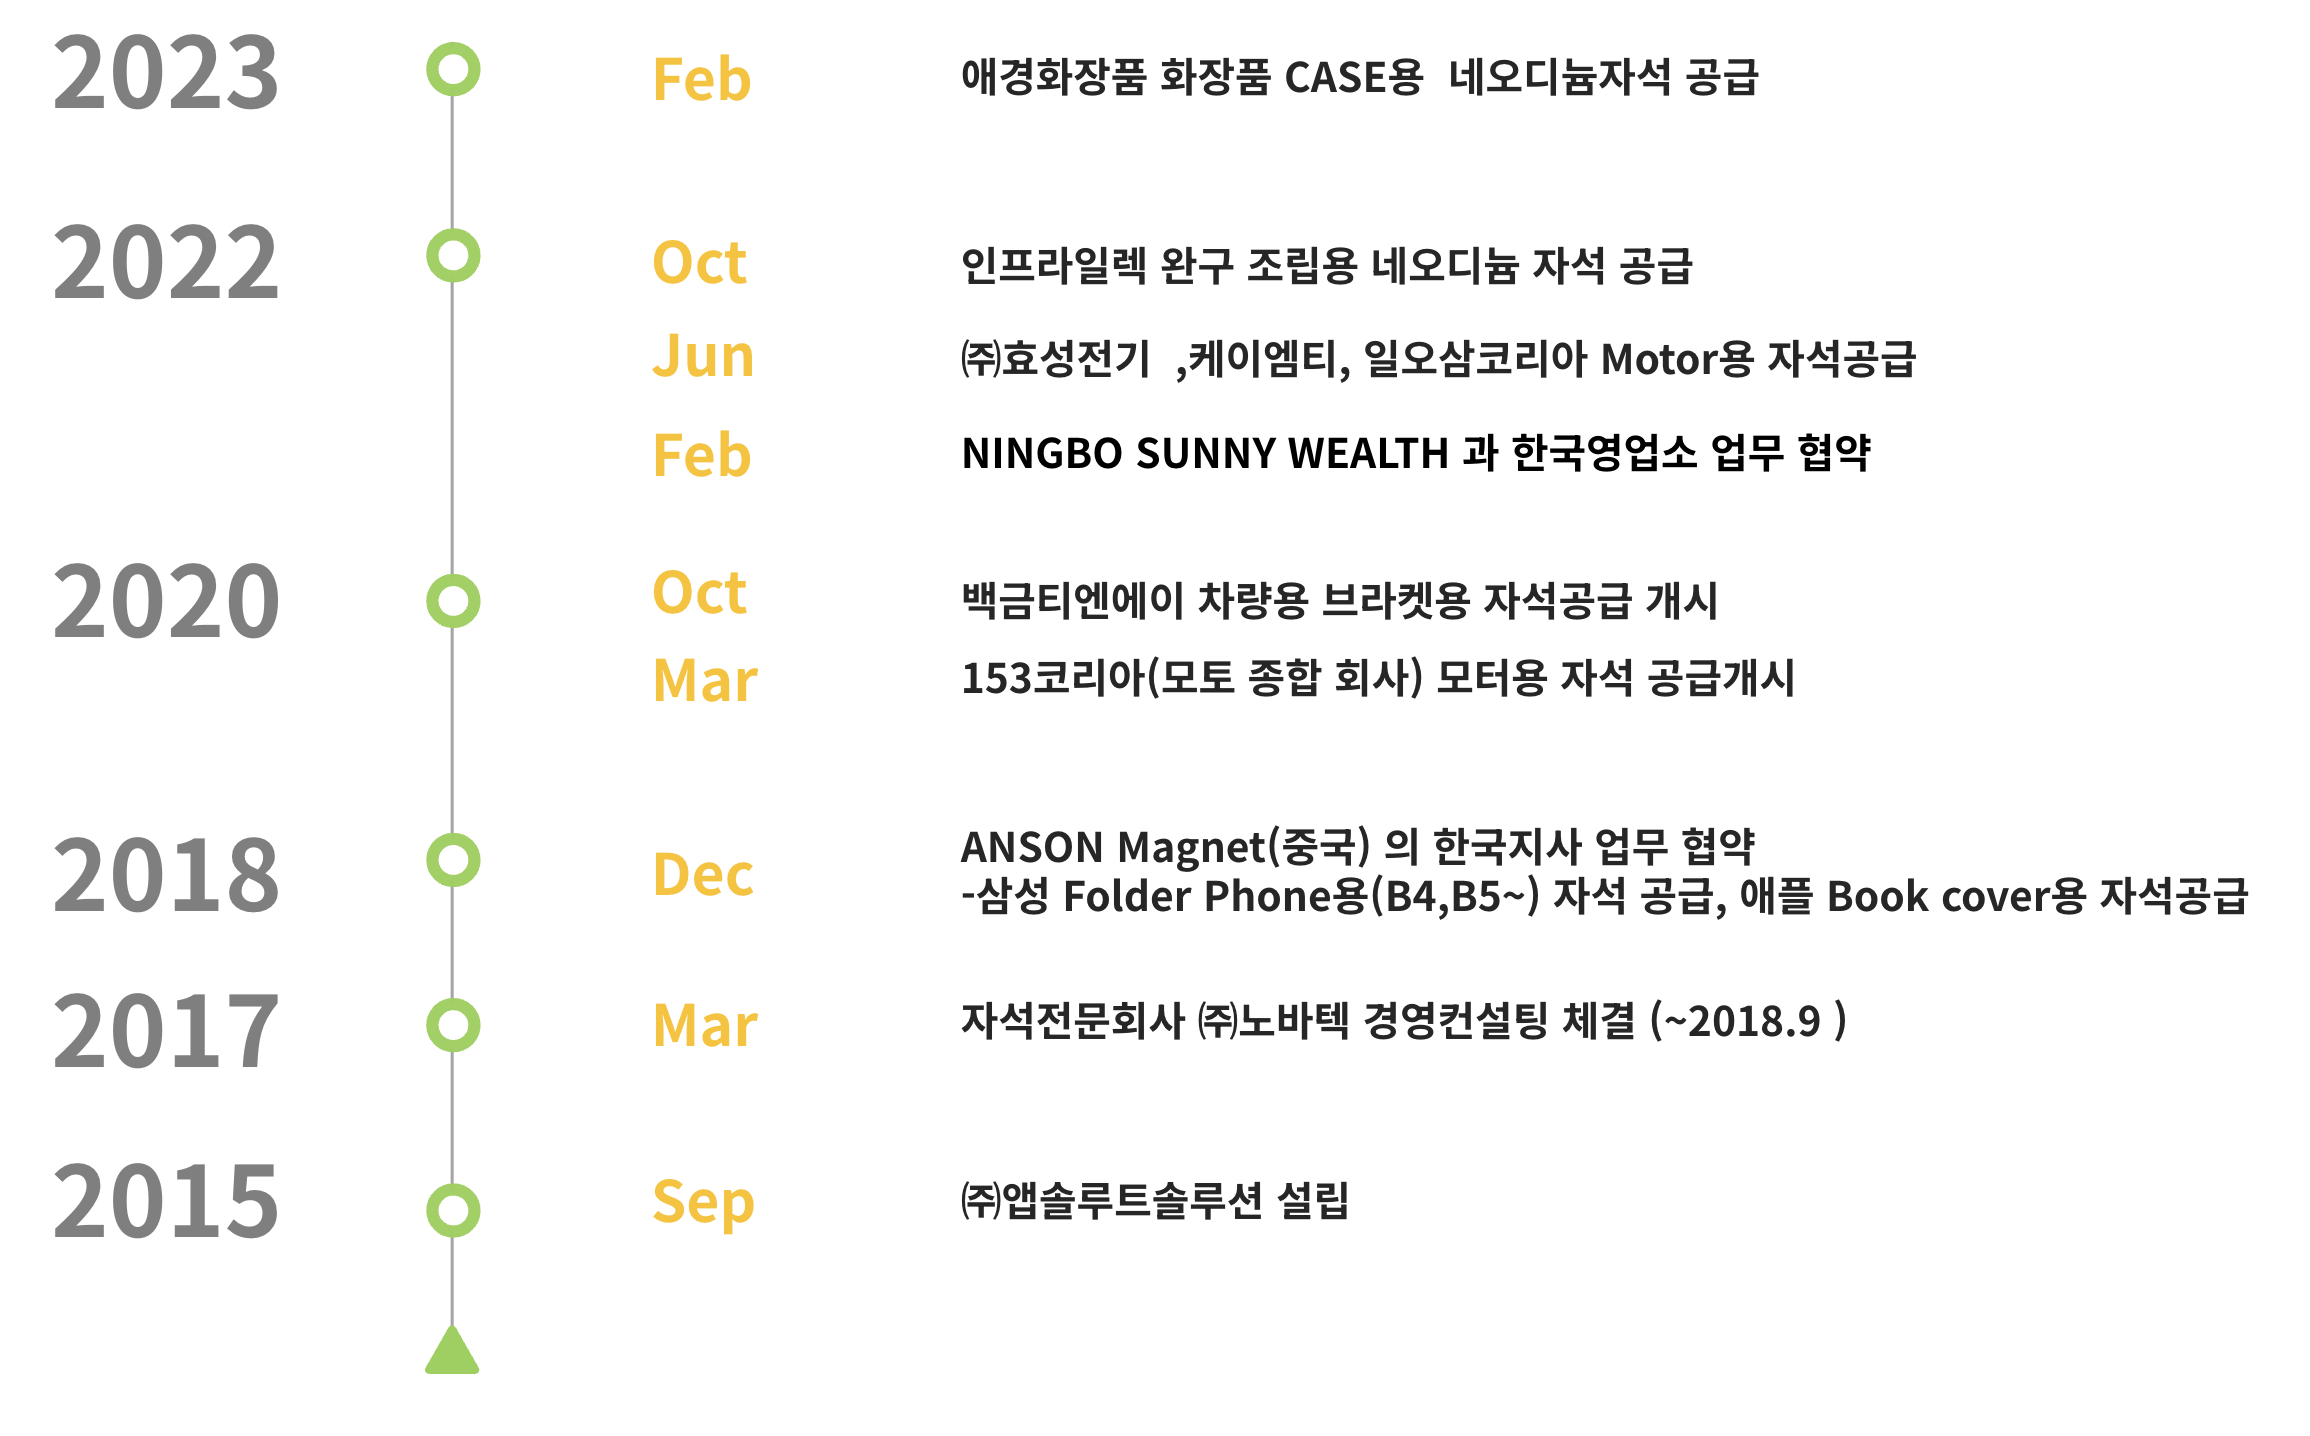 2023
Feb
애경화장품 화장품 CASE용  네오디늄자석 공급
2022
Oct
인프라일렉 완구 조립용 네오디늄 자석 공급
Jun
㈜효성전기  ,케이엠티, 일오삼코리아 Motor용 자석공급
Feb
NINGBO SUNNY WEALTH 과 한국영업소 업무 협약
2020
Oct
백금티엔에이 차량용 브라켓용 자석공급 개시
Mar
153코리아(모토 종합 회사) 모터용 자석 공급개시
2018
Dec
ANSON Magnet(중국) 의 한국지사 업무 협약
-삼성 Folder Phone용(B4,B5~) 자석 공급, 애플 Book cover용 자석공급
2017
Mar
자석전문회사 ㈜노바텍 경영컨설팅 체결 (~2018.9 )
2015
Sep
㈜앱솔루트솔루션 설립